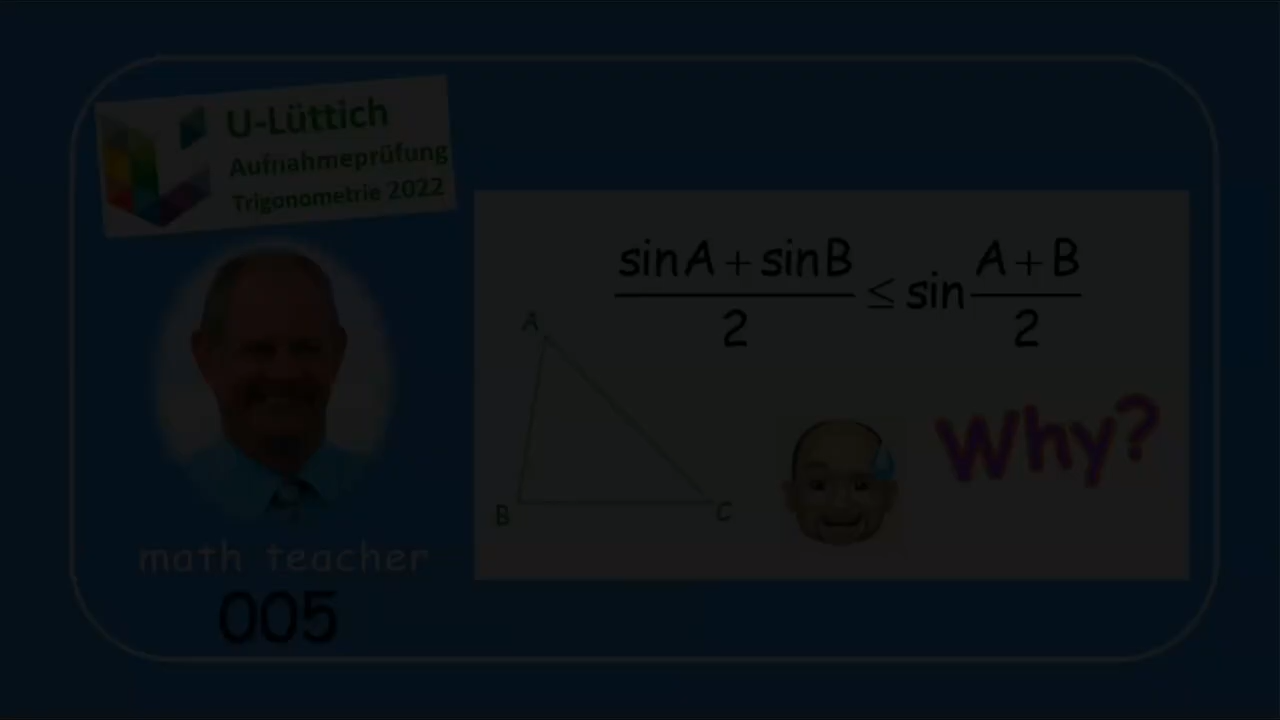 U-Lüttich
Aufnahmeprüfung
Trigonometrie 2022
sinA + sinB / 2 ≤ sin A + B / 2
A
B
C
Why?
math teacher
005